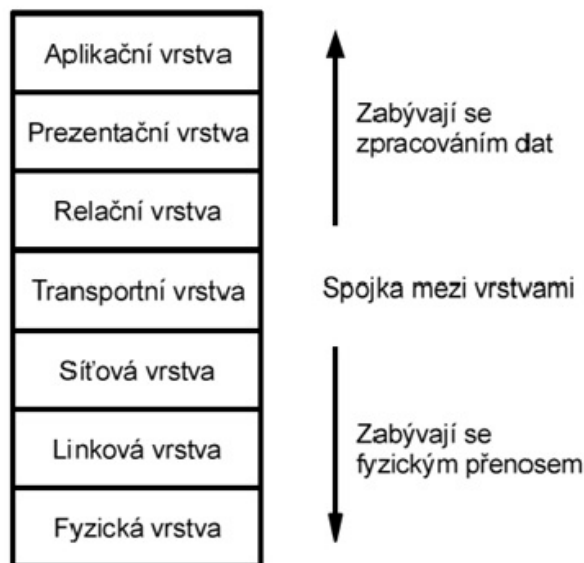 Aplikační vrstva
Prezentační vrstva
Relační vrstva
Transportní vrstva
Síťová vrstva
Linková vrstva
Fyzická vrstva
Zabývají se
zpracováním dat
Spojka mezi vrstvami
Zabývají se
fyzickým přenosem